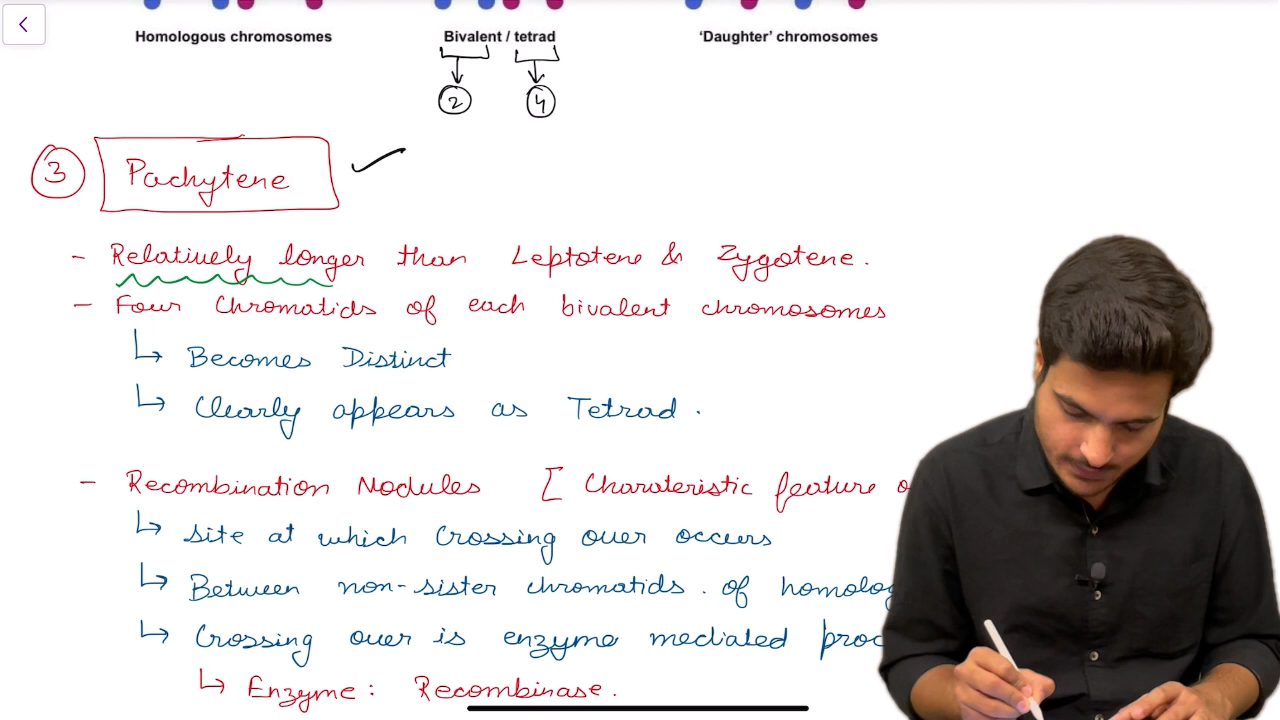 Homologous chromosomes Bivalent / tetrad 'Daughter' chromosomes
2 4
3 Pachytene
- Relatively longer than Leptotene & Zygotene.
- Four Chromatids of each bivalent chromosomes
Becomes Distinct
Clearly appears as Tetrad.
- Recombination Nodules [ Charateristic feature
site at which Crossing over occurs
Between non-sister chromatids. of
Crossing over is enzyme mediated
Enzyme: Recombinase.